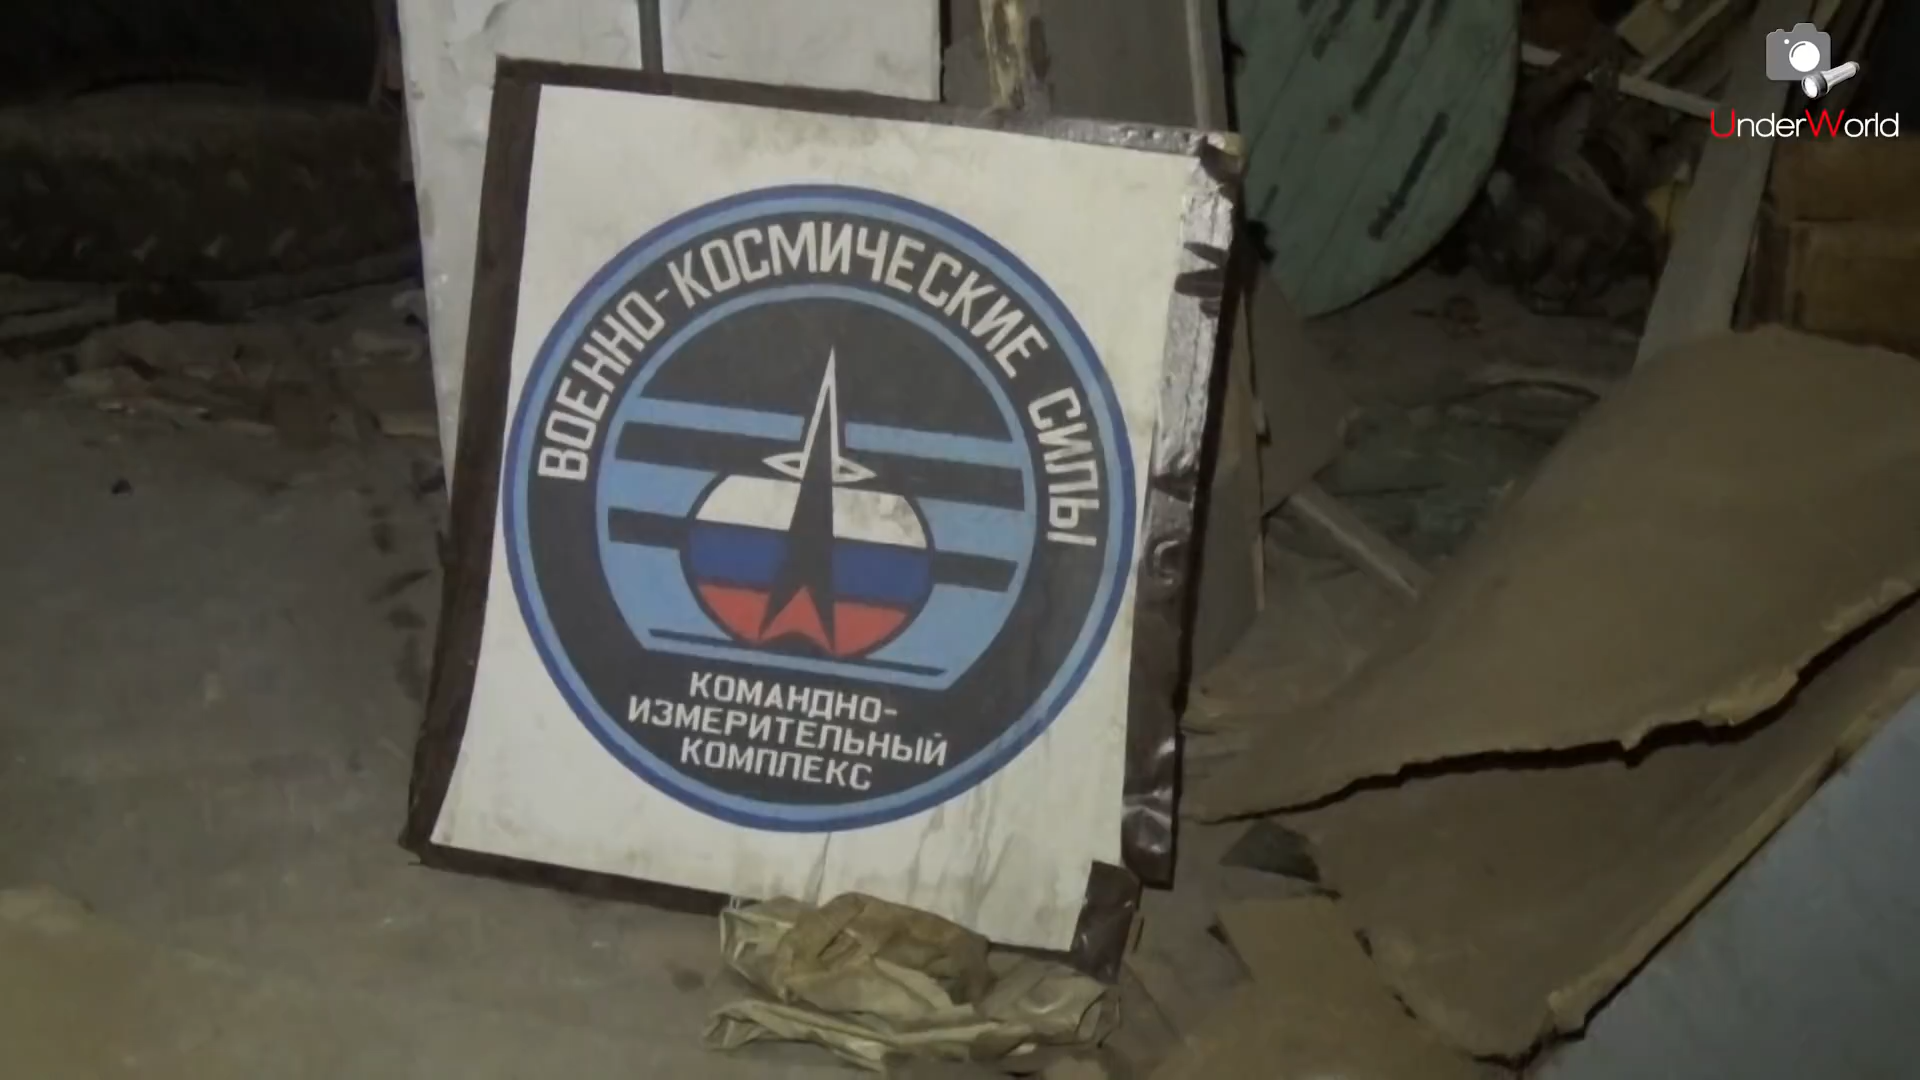 UnderWorld
ВОЕННО-КОСМИЧЕСКИЕ СИЛЫ
КОМАНДНО-
ИЗМЕРИТЕЛЬНЫЙ
КОМПЛЕКС